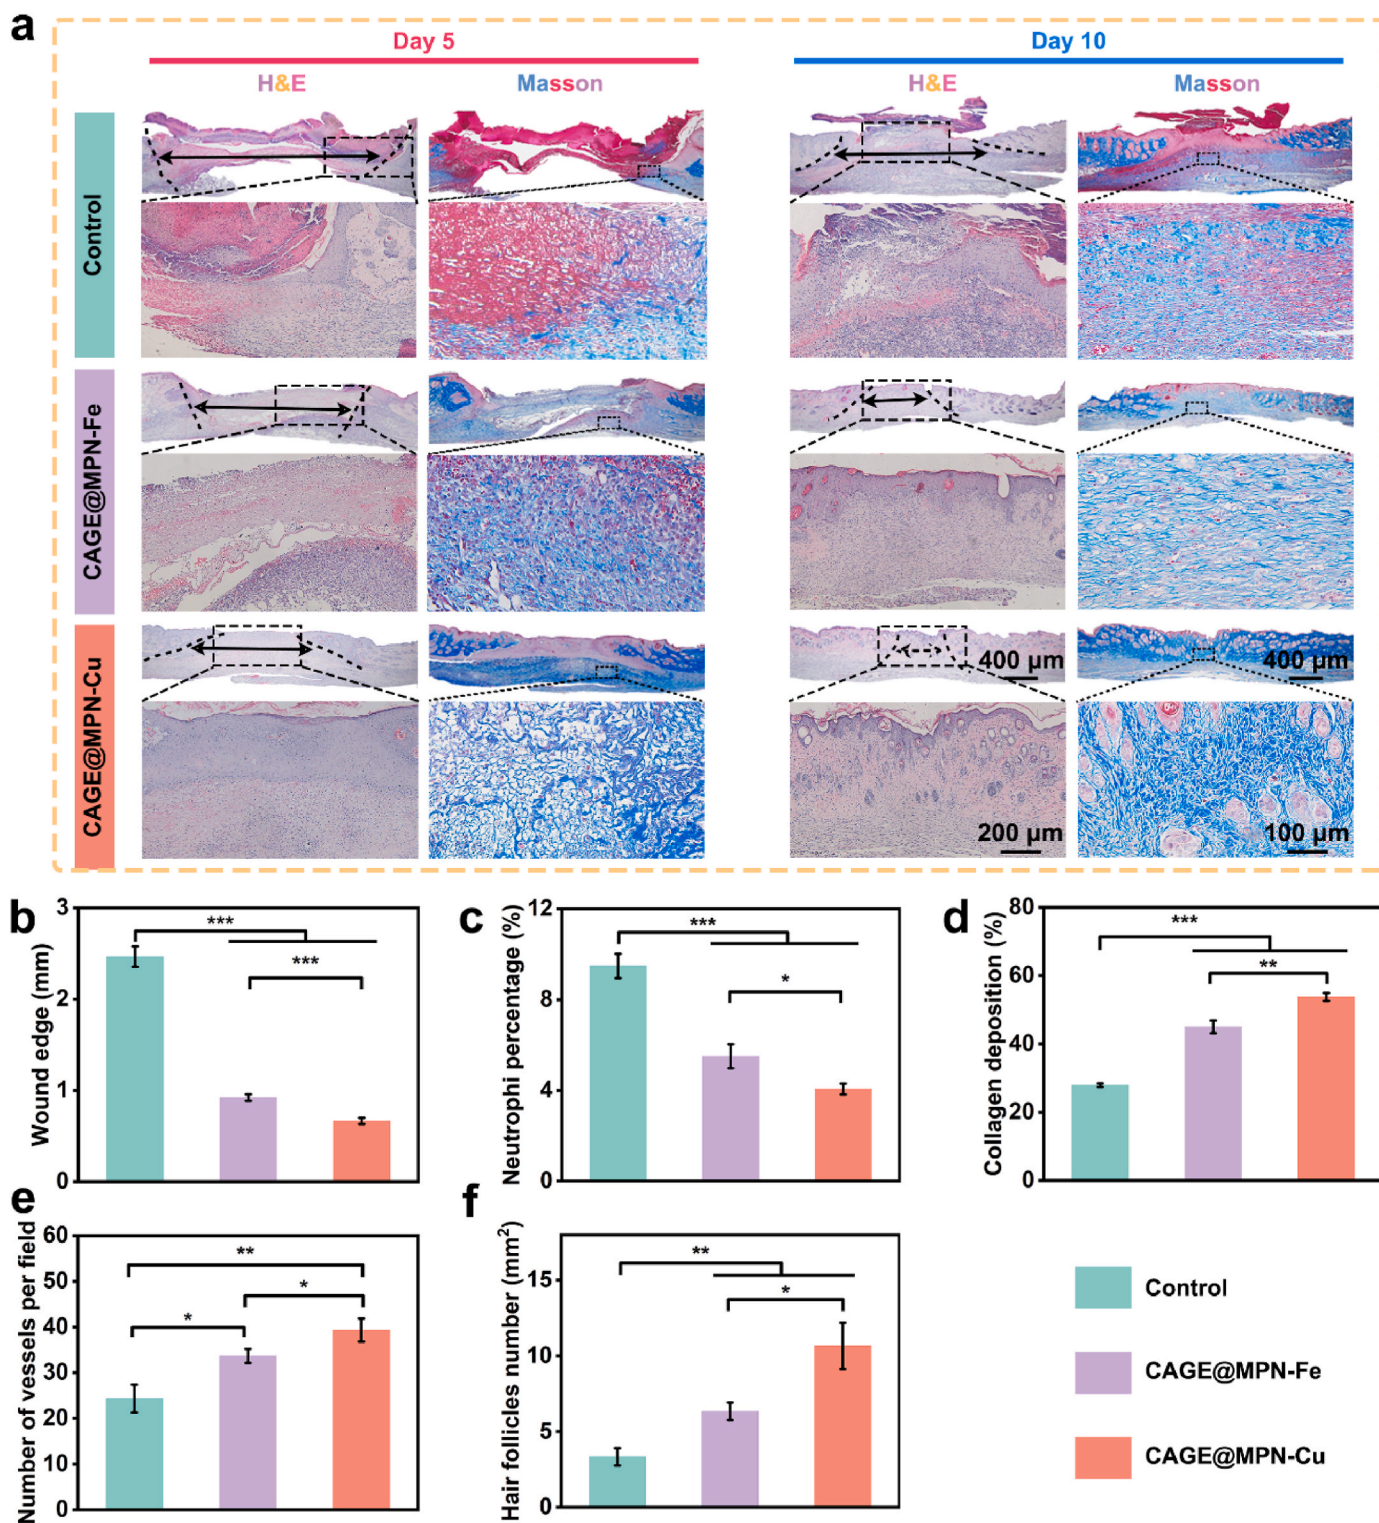 a
Day 5
Day 10
H&E
Masson
H&E
Masson
Control
CAGE@MPN-Fe
CAGE@MPN-Cu
400 μm
400 μm
200 μm
100 μm
b
Wound edge (mm)
3
2
1
0
***
***
c
Neutrophi percentage (%)
12
8
4
0
***
*
d
Collagen deposition (%)
80
60
40
20
0
***
**
e
Number of vessels per field
60
50
40
30
20
10
0
**
*
*
f
Hair follicles number (mm²)
15
10
5
0
**
*
Control
CAGE@MPN-Fe
CAGE@MPN-Cu